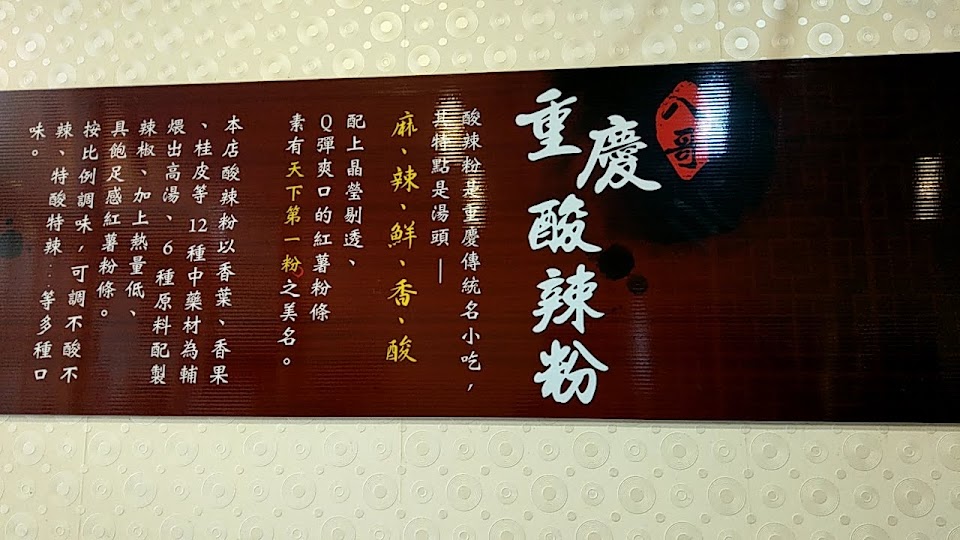 八哥
重慶酸辣粉
酸辣粉是重慶傳統名小吃，
其特點是湯頭—
麻、辣、鮮、香、酸
配上晶瑩剔透、
Q彈爽口的紅薯粉條
素有天下第一粉之美名。
本店酸辣粉以香葉、香果
、桂皮等12種中藥材為輔
煨出高湯、6種原料配製
辣椒、加上熱量低、
具飽足感紅薯粉條。
按比例調味，可調不酸不
辣、特酸特辣…等多種口
味。